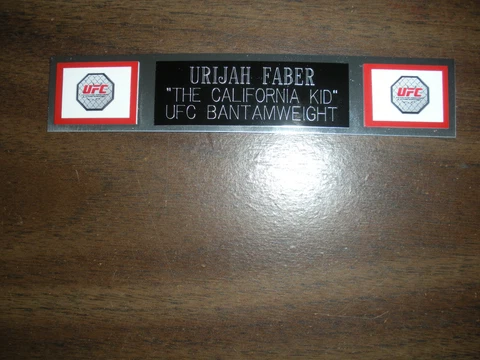 UFC
URIJAH FABER
"THE CALIFORNIA KID"
UFC BANTAMWEIGHT
UFC